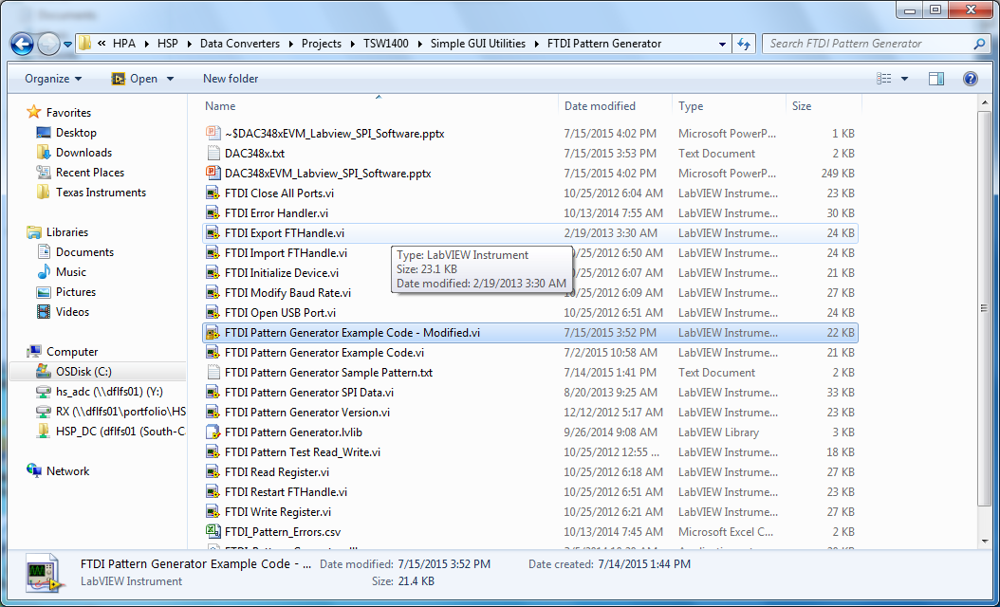 « HPA ▸ HSP ▸ Data Converters ▸ Projects ▸ TSW1400 ▸ Simple GUI Utilities ▸ FTDI Pattern Generator
Search FTDI Pattern Generator
Organize Open New folder
Name Date modified Type Size
Favorites
Desktop
Downloads
Recent Places
Texas Instruments
Libraries
Documents
Music
Pictures
Videos
Computer
OSDisk (C:)
hs_adc (\\dflfs01) (Y:)
RX (\\dflfs01\portfolio\HS
HSP_DC (dflfs01 (South-Ca
Network
~$DAC348xEVM_Labview_SPI_Software.pptx 7/15/2015 4:02 PM Microsoft PowerP... 1 KB
DAC348x.txt 7/15/2015 3:53 PM Text Document 2 KB
DAC348xEVM_Labview_SPI_Software.pptx 7/15/2015 4:02 PM Microsoft PowerP... 249 KB
FTDI Close All Ports.vi 10/25/2012 6:04 AM LabVIEW Instrume... 23 KB
FTDI Error Handler.vi 10/13/2014 7:55 AM LabVIEW Instrume... 30 KB
FTDI Export FTHandle.vi 2/19/2013 3:30 AM LabVIEW Instrume... 24 KB
FTDI Import FTHandle.vi 10/25/2012 6:50 AM LabVIEW Instrume... 24 KB
FTDI Initialize Device.vi 10/25/2012 6:07 AM LabVIEW Instrume... 21 KB
FTDI Modify Baud Rate.vi 10/25/2012 6:09 AM LabVIEW Instrume... 27 KB
Type: LabVIEW Instrument
Size: 23.1 KB
Date modified: 2/19/2013 3:30 AM
FTDI Open USB Port.vi 10/25/2012 6:51 AM LabVIEW Instrume... 24 KB
FTDI Pattern Generator Example Code - Modified.vi 7/15/2015 3:52 PM LabVIEW Instrume... 22 KB
FTDI Pattern Generator Example Code.vi 7/2/2015 10:58 AM LabVIEW Instrume... 21 KB
FTDI Pattern Generator Sample Pattern.txt 7/14/2015 1:41 PM Text Document 2 KB
FTDI Pattern Generator SPI Data.vi 8/20/2013 9:25 AM LabVIEW Instrume... 33 KB
FTDI Pattern Generator Version.vi 12/12/2012 5:17 AM LabVIEW Instrume... 23 KB
FTDI Pattern Generator.lvlib 9/26/2014 9:08 AM LabVIEW Library 3 KB
FTDI Pattern Test Read_Write.vi 10/25/2012 12:55 ... LabVIEW Instrume... 18 KB
FTDI Read Register.vi 10/25/2012 6:18 AM LabVIEW Instrume... 27 KB
FTDI Restart FTHandle.vi 10/25/2012 6:51 AM LabVIEW Instrume... 23 KB
FTDI Write Register.vi 10/25/2012 6:21 AM LabVIEW Instrume... 27 KB
FTDI_Pattern_Errors.csv 10/13/2014 7:45 AM Microsoft Excel C... 2 KB
FTDI Pattern Generator Example Code - ... Date modified: 7/15/2015 3:52 PM Date created: 7/14/2015 1:44 PM
LabVIEW Instrument Size: 21.4 KB